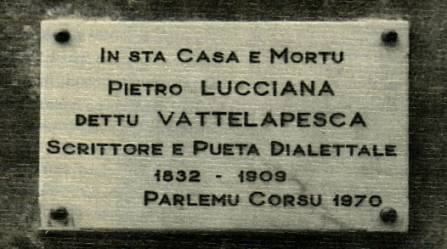 In sta Casa e Mortu
Pietro LUCCIANA
dettu VATTELAPESCA
Scrittore e Pueta Dialettale
1832 - 1909
Parlemu Corsu 1970